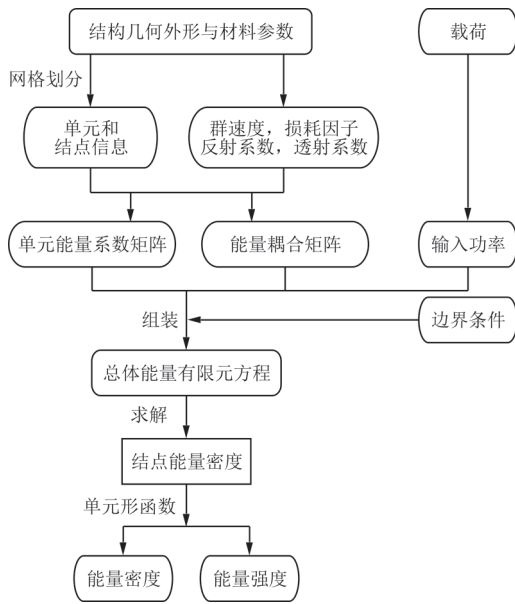 结构几何外形与材料参数
载荷
网格划分
单元和
结点信息
群速度，损耗因子
反射系数，透射系数
单元能量系数矩阵
能量耦合矩阵
输入功率
组装
边界条件
总体能量有限元方程
求解
结点能量密度
单元形函数
能量密度
能量强度